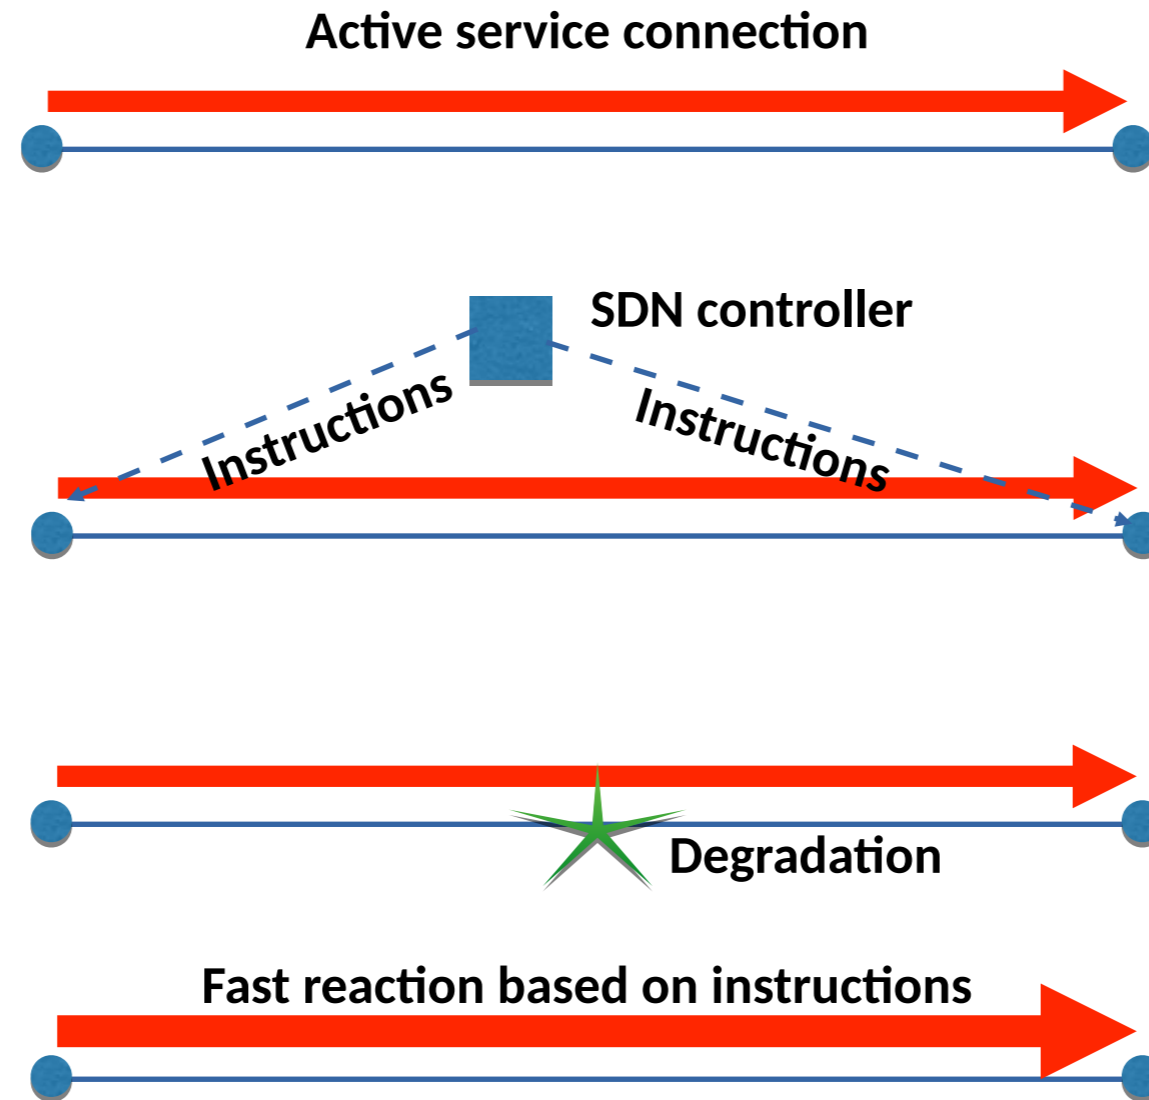 Active service connection
SDN controller
Instructions
Instructions
Degradation
Fast reaction based on instructions